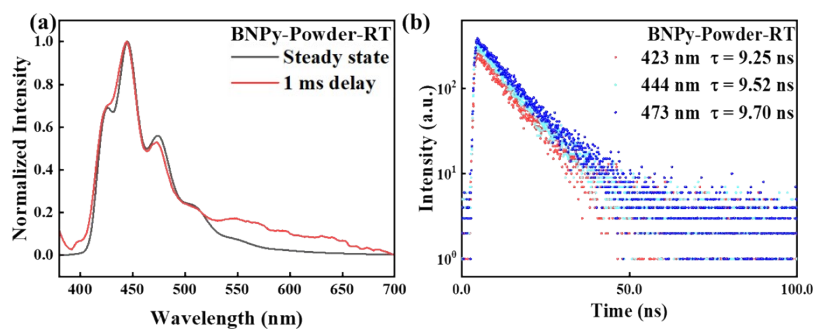 (a)
BNPy-Powder-RT
Steady state
1 ms delay
1.0
0.8
0.6
0.4
0.2
0.0
Normalized Intensity
400 450 500 550 600 650 700
Wavelength (nm)
(b)
BNPy-Powder-RT
423 nm τ = 9.25 ns
444 nm τ = 9.52 ns
473 nm τ = 9.70 ns
10²
10¹
10⁰
Intensity (a.u.)
0.0 50.0 100.0
Time (ns)